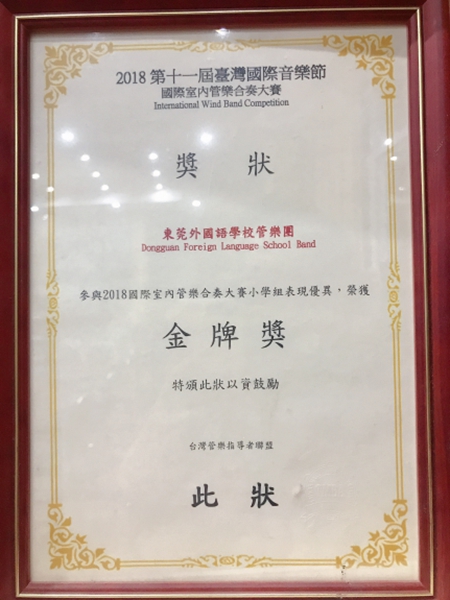 2018 第十一屆臺灣國際音樂節
國際室內管樂合奏大賽
International Wind Band Competition
獎 狀
東莞外國語學校管樂團
Dongguan Foreign Language School Band
參與2018國際室內管樂合奏大賽小學組表現優異，榮獲
金牌獎
特頒此狀以資鼓勵
台灣管樂指導者聯盟
此 狀